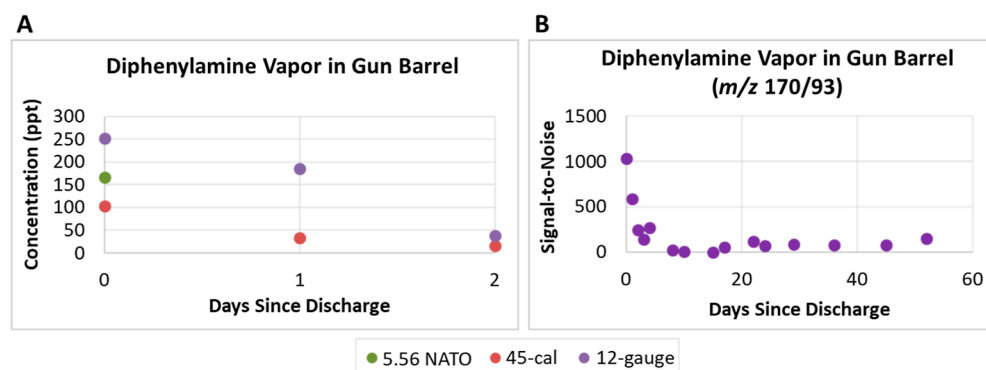 A
Diphenylamine Vapor in Gun Barrel
Concentration (ppt)
300
250
200
150
100
50
0
0 1 2
Days Since Discharge
B
Diphenylamine Vapor in Gun Barrel
(m/z 170/93)
Signal-to-Noise
1500
1000
500
0
0 20 40 60
Days Since Discharge
5.56 NATO 45-cal 12-gauge